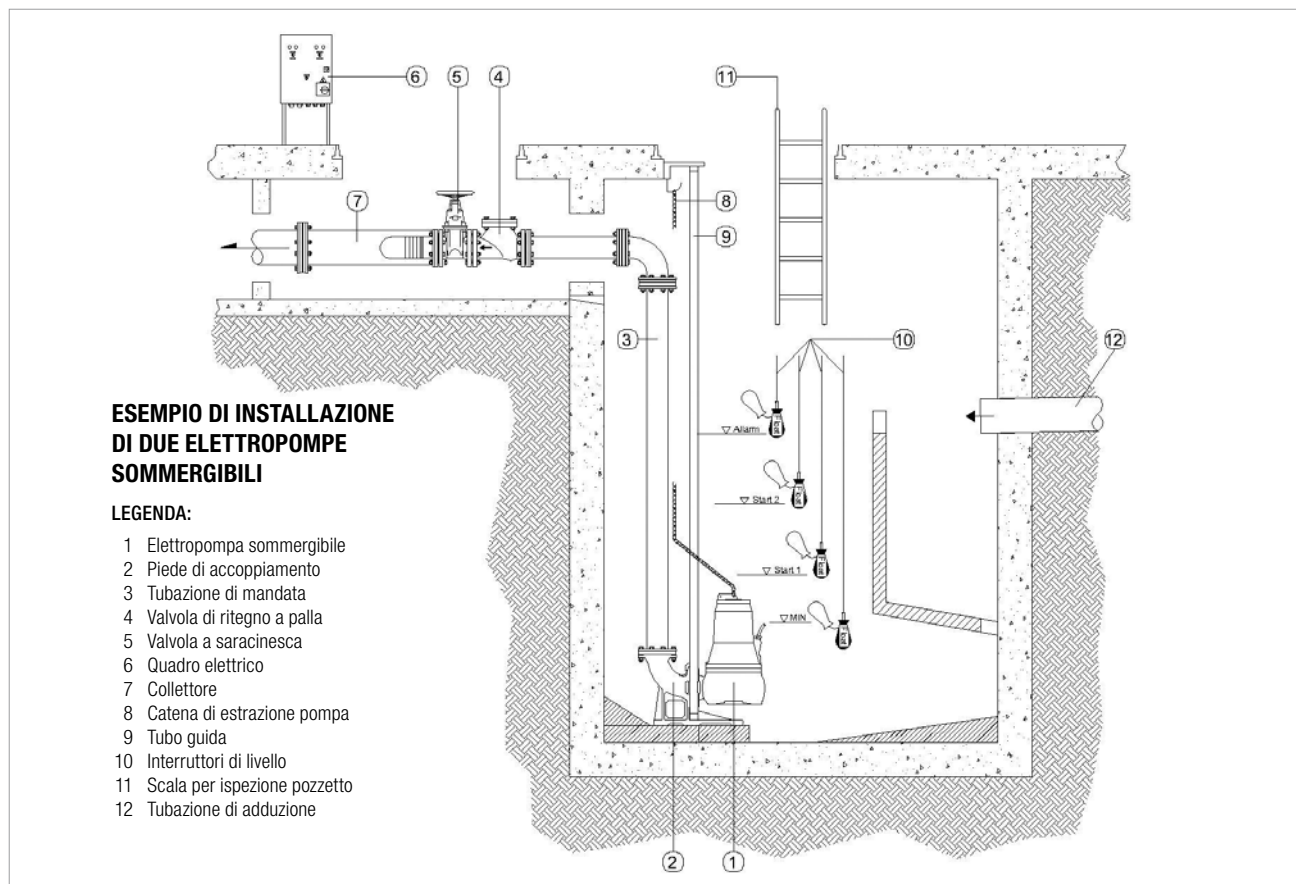 6
5
4
11
7
8
9
3
10
12
ESEMPIO DI INSTALLAZIONE
DI DUE ELETTROPOMPE
SOMMERGIBILI
LEGENDA:
1 Elettropompa sommergibile
2 Piede di accoppiamento
3 Tubazione di mandata
4 Valvola di ritegno a palla
5 Valvola a saracinesca
6 Quadro elettrico
7 Collettore
8 Catena di estrazione pompa
9 Tubo guida
10 Interruttori di livello
11 Scala per ispezione pozzetto
12 Tubazione di adduzione
Allarm
Start 2
Start 1
MIN
2
1